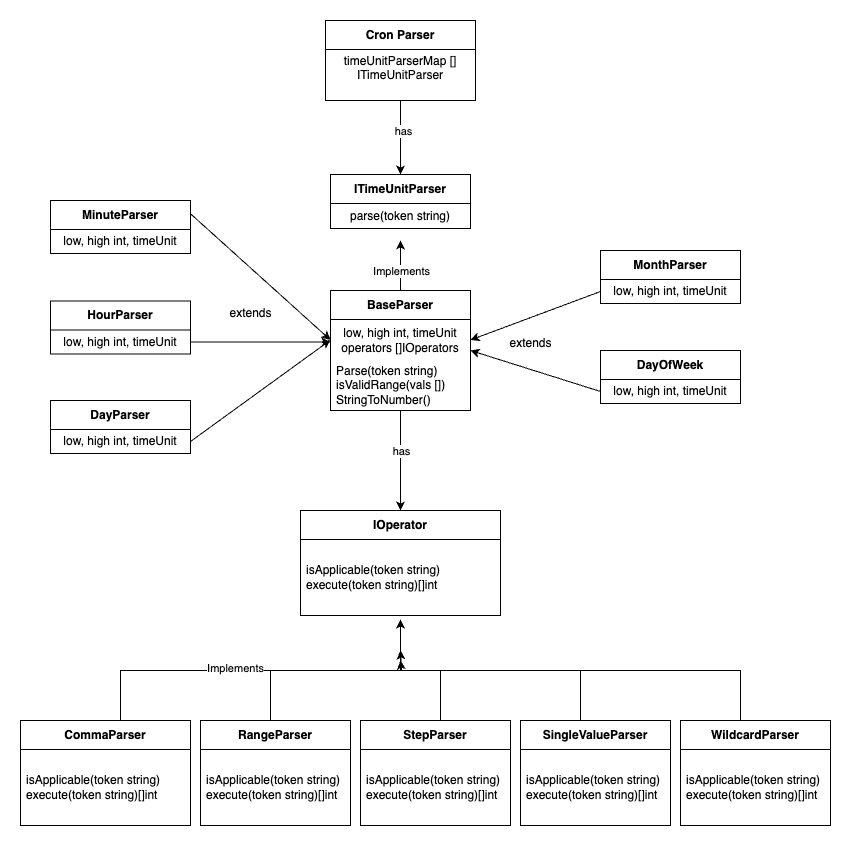 Cron Parser
timeUnitParserMap []
ITimeUnitParser
has
ITimeUnitParser
parse(token string)
MinuteParser
low, high int, timeUnit
Implements
MonthParser
low, high int, timeUnit
HourParser
low, high int, timeUnit
extends
BaseParser
low, high int, timeUnit
operators []IOperators
Parse(token string)
isValidRange(vals [])
StringToNumber()
extends
DayOfWeek
low, high int, timeUnit
DayParser
low, high int, timeUnit
has
IOperator
isApplicable(token string)
execute(token string)[]int
Implements
CommaParser
isApplicable(token string)
execute(token string)[]int
RangeParser
isApplicable(token string)
execute(token string)[]int
StepParser
isApplicable(token string)
execute(token string)[]int
SingleValueParser
isApplicable(token string)
execute(token string)[]int
WildcardParser
isApplicable(token string)
execute(token string)[]int